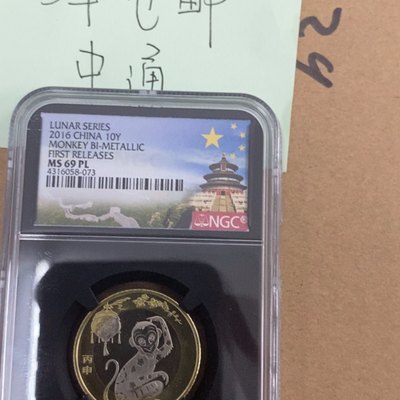 中通
24
LUNAR SERIES
2016 CHINA 10Y
MONKEY BI-METALLIC
FIRST RELEASES
MS 69 PL
4316058-073
NGC
丙申